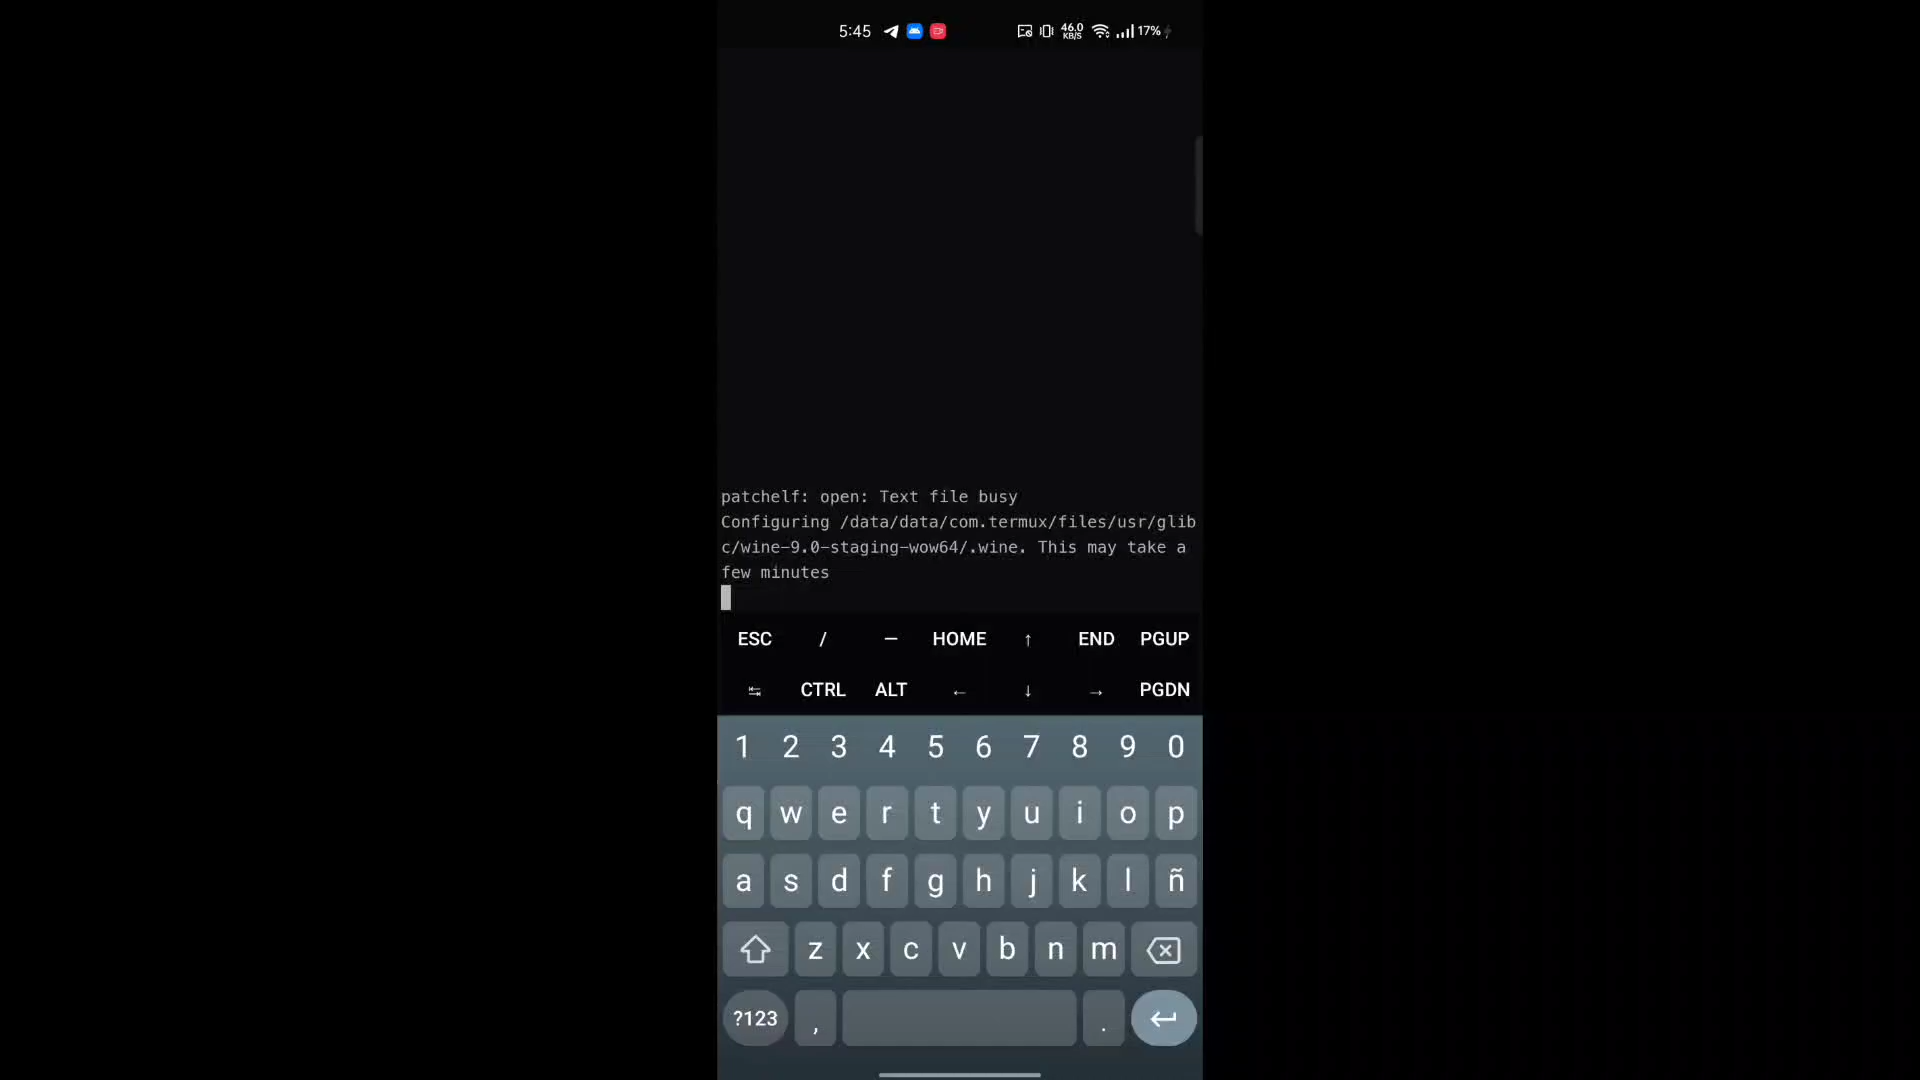 5:45 46.0 KB/S 17%
patchelf: open: Text file busy
Configuring /data/data/com.termux/files/usr/glib
c/wine-9.0-staging-wow64/.wine. This may take a
few minutes
ESC / — HOME ↑ END PGUP
⇆ CTRL ALT ← ↓ → PGDN
1 2 3 4 5 6 7 8 9 0
q w e r t y u i o p
a s d f g h j k l ñ
z x c v b n m
?123 , .